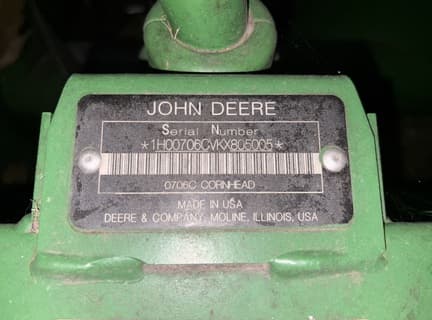 JOHN DEERE
Serial Number
*1H00706CVKX805005*
0706C CORNHEAD
MADE IN USA
DEERE & COMPANY MOLINE, ILLINOIS, USA